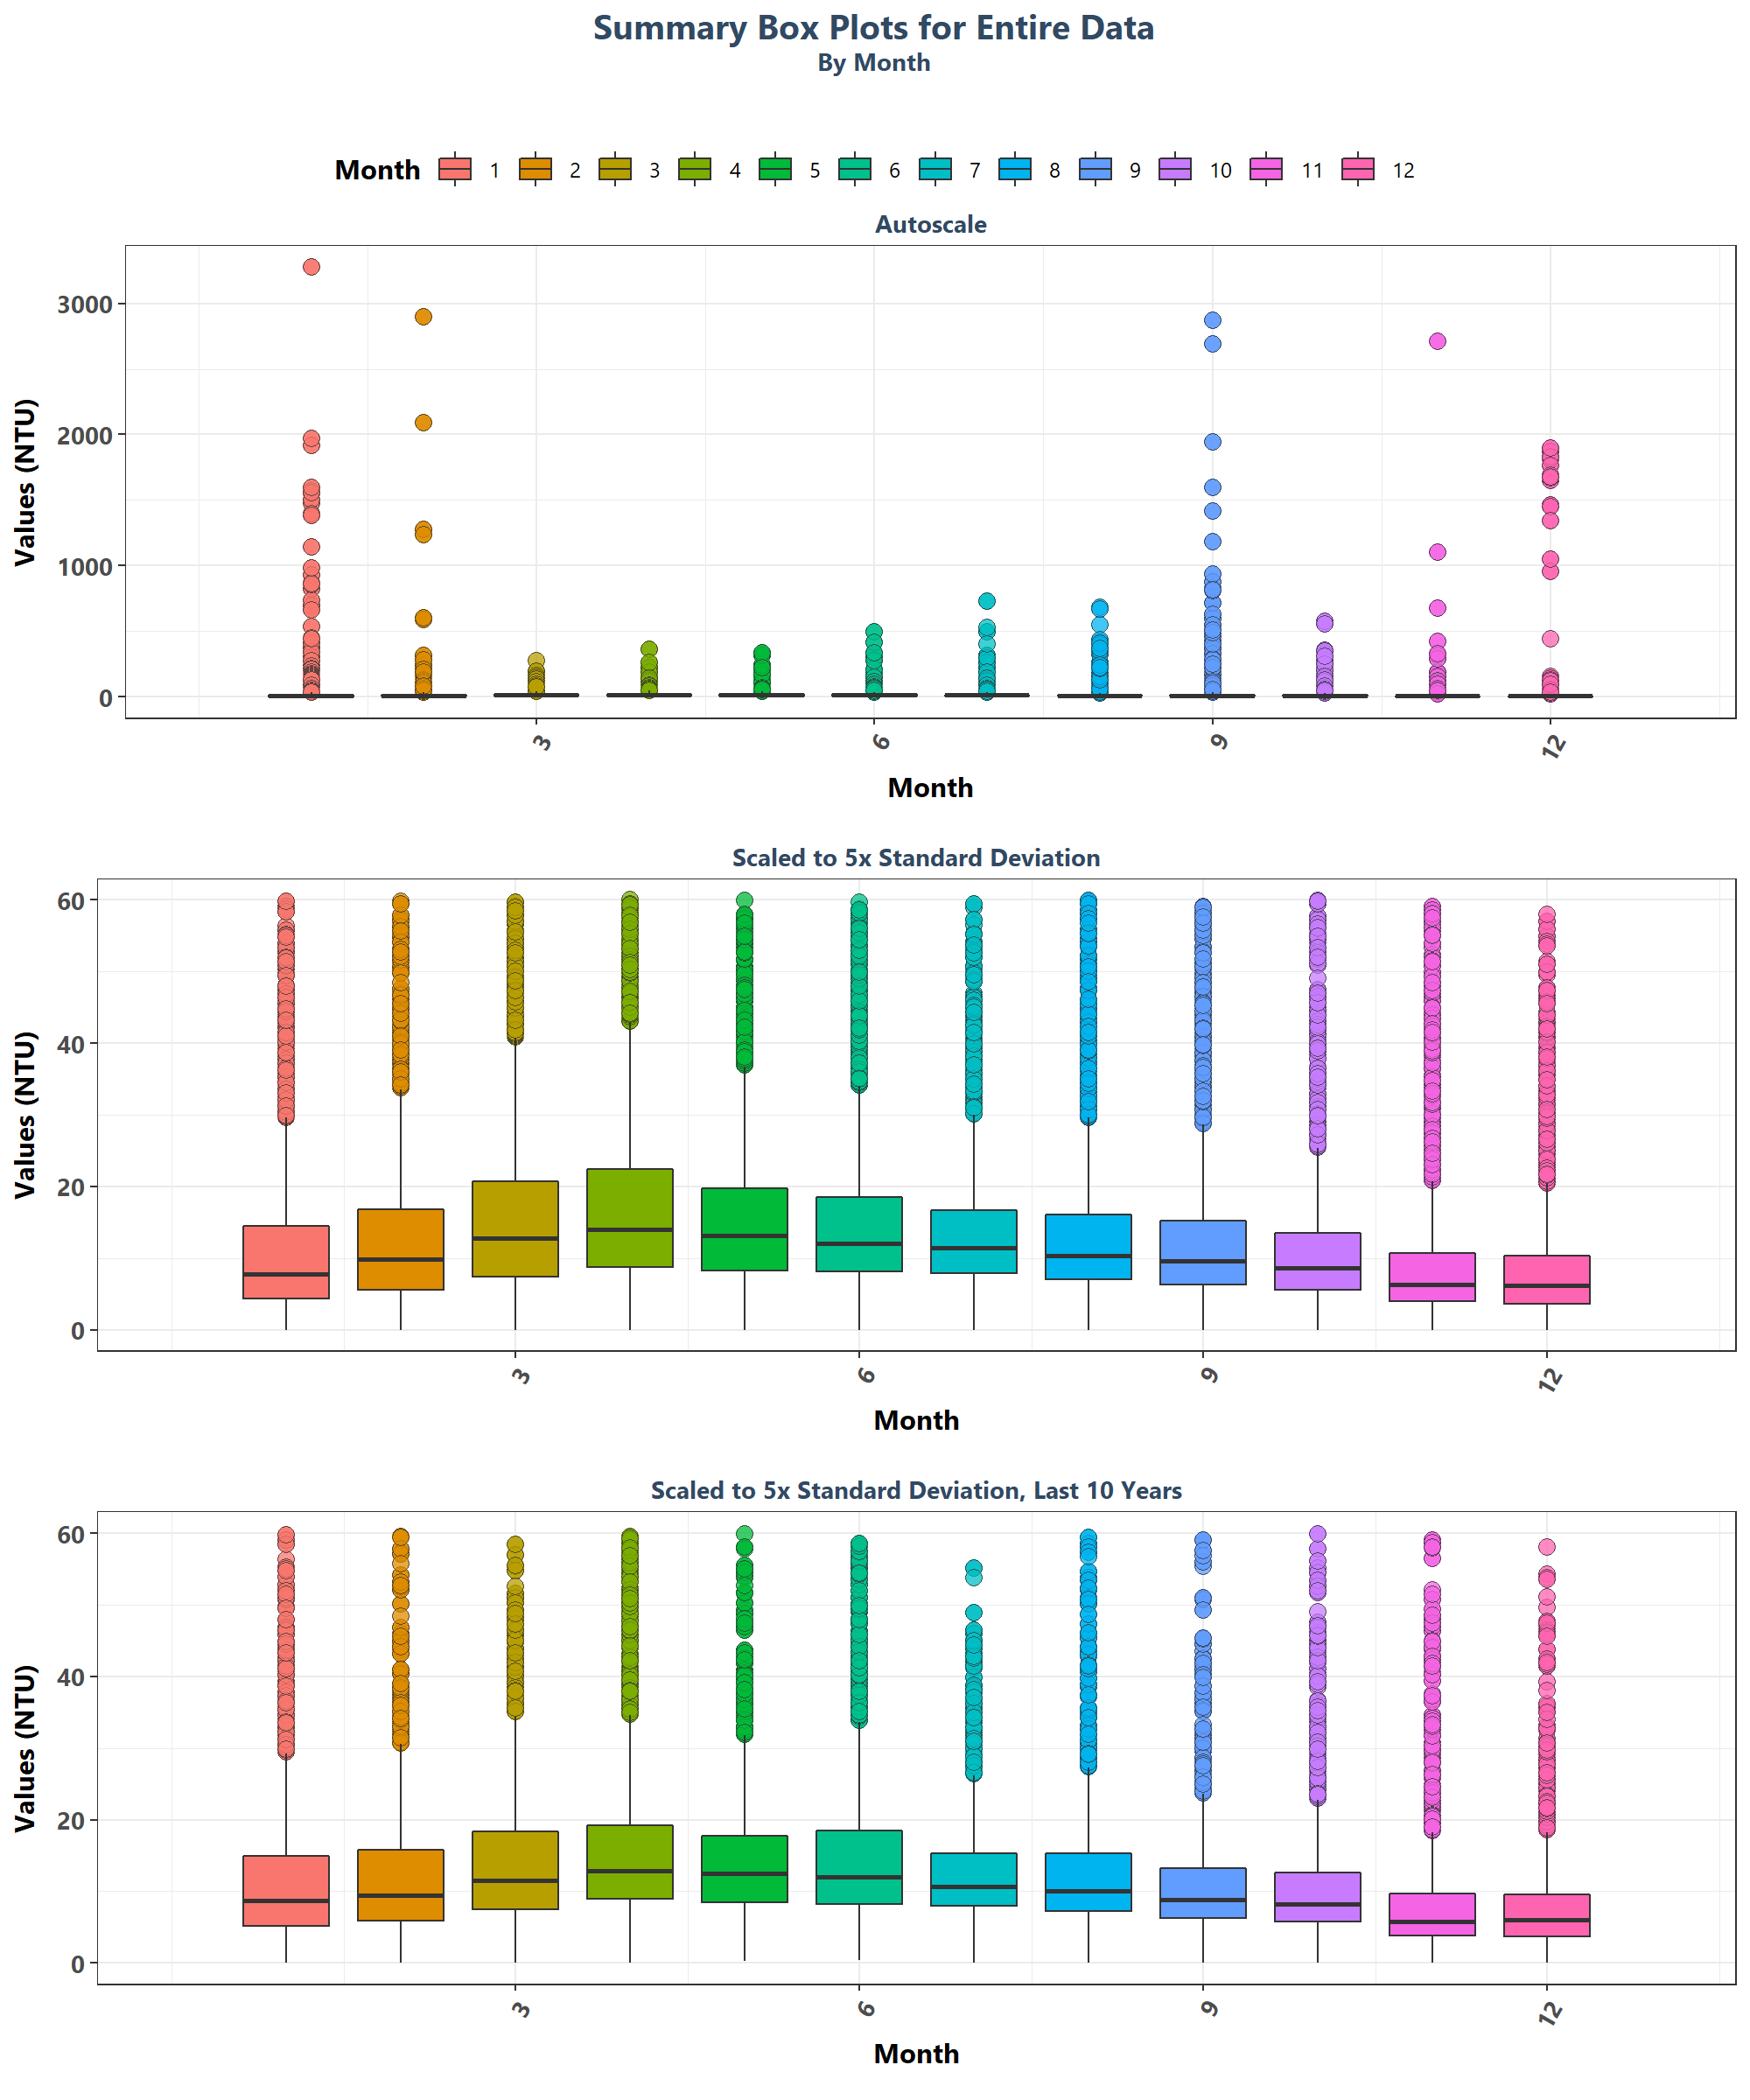 Summary Box Plots for Entire Data
By Month
Month 1 2 3 4 5 6 7 8 9 10 11 12
Autoscale
Values (NTU)
3000
2000
1000
0
3 6 9 12
Month
Scaled to 5x Standard Deviation
Values (NTU)
60
40
20
0
3 6 9 12
Month
Scaled to 5x Standard Deviation, Last 10 Years
Values (NTU)
60
40
20
0
3 6 9 12
Month